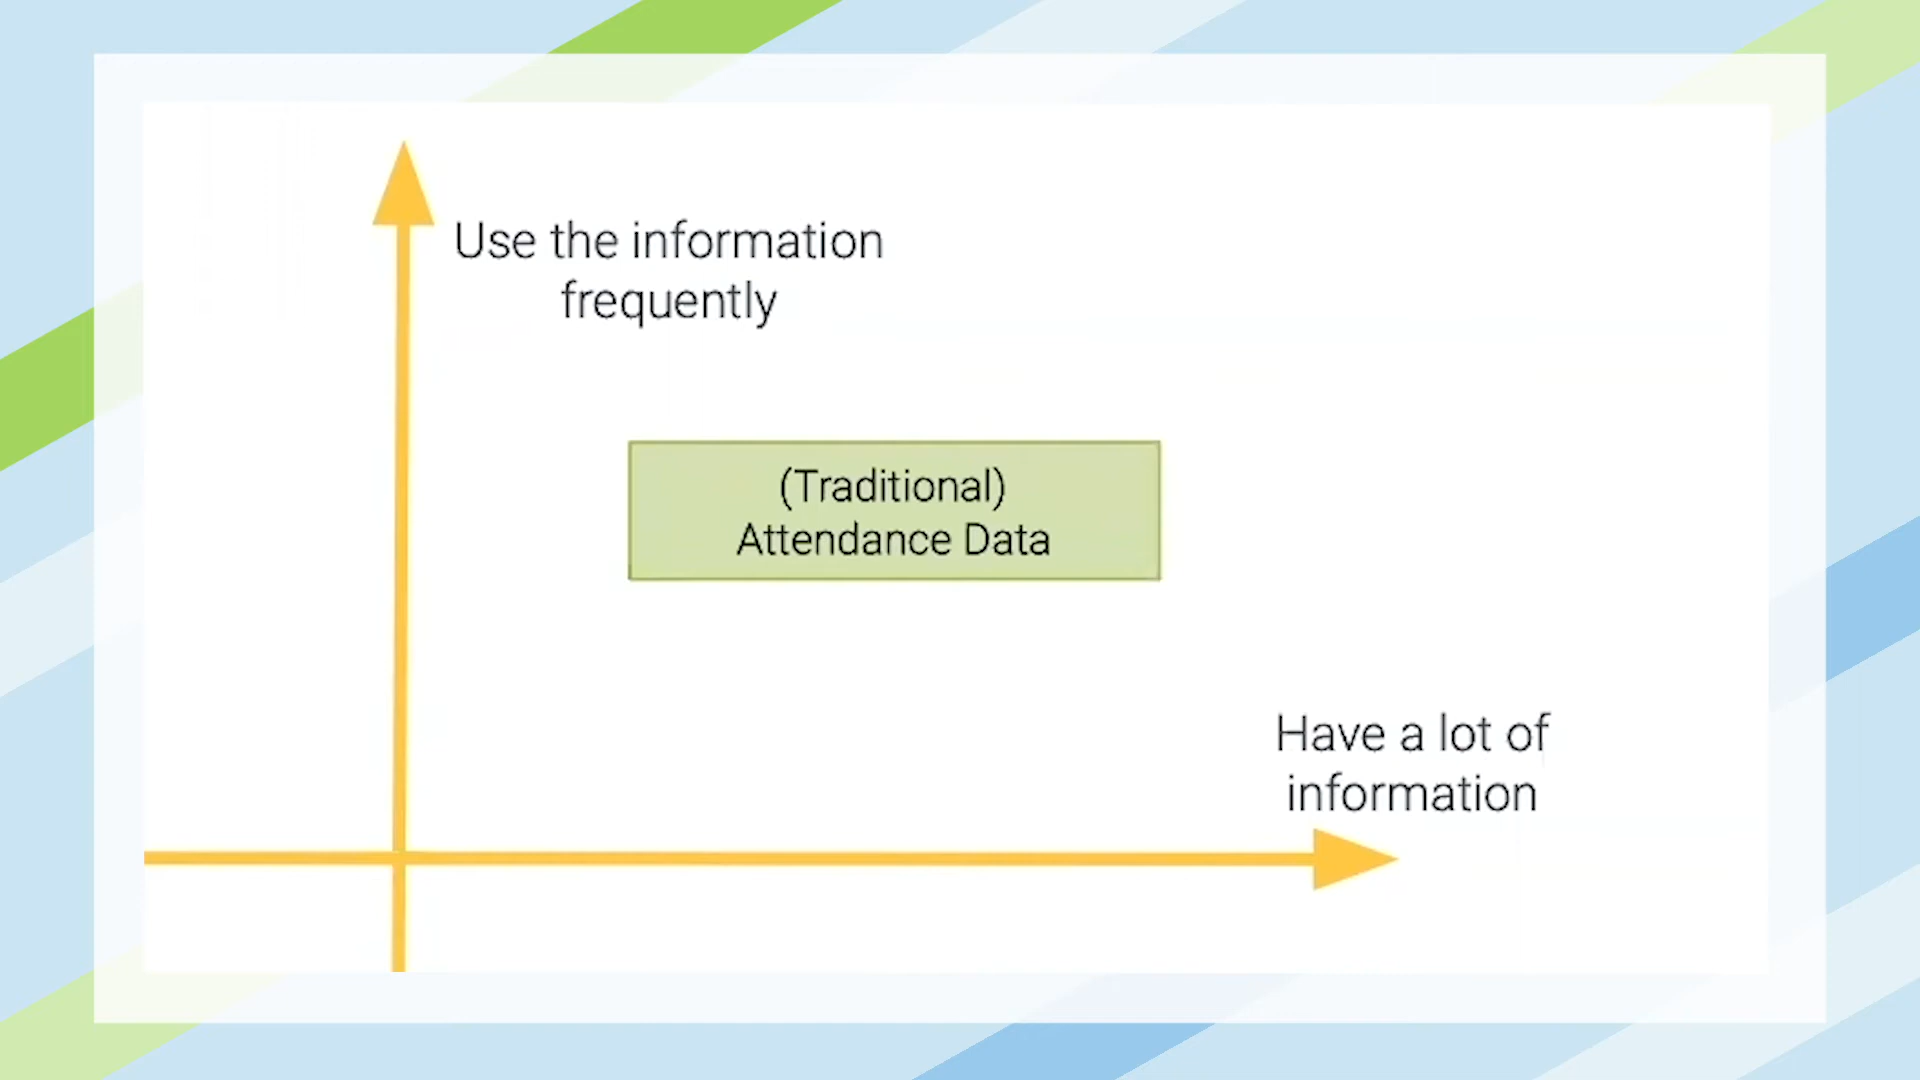 Use the information
frequently
(Traditional)
Attendance Data
Have a lot of
information